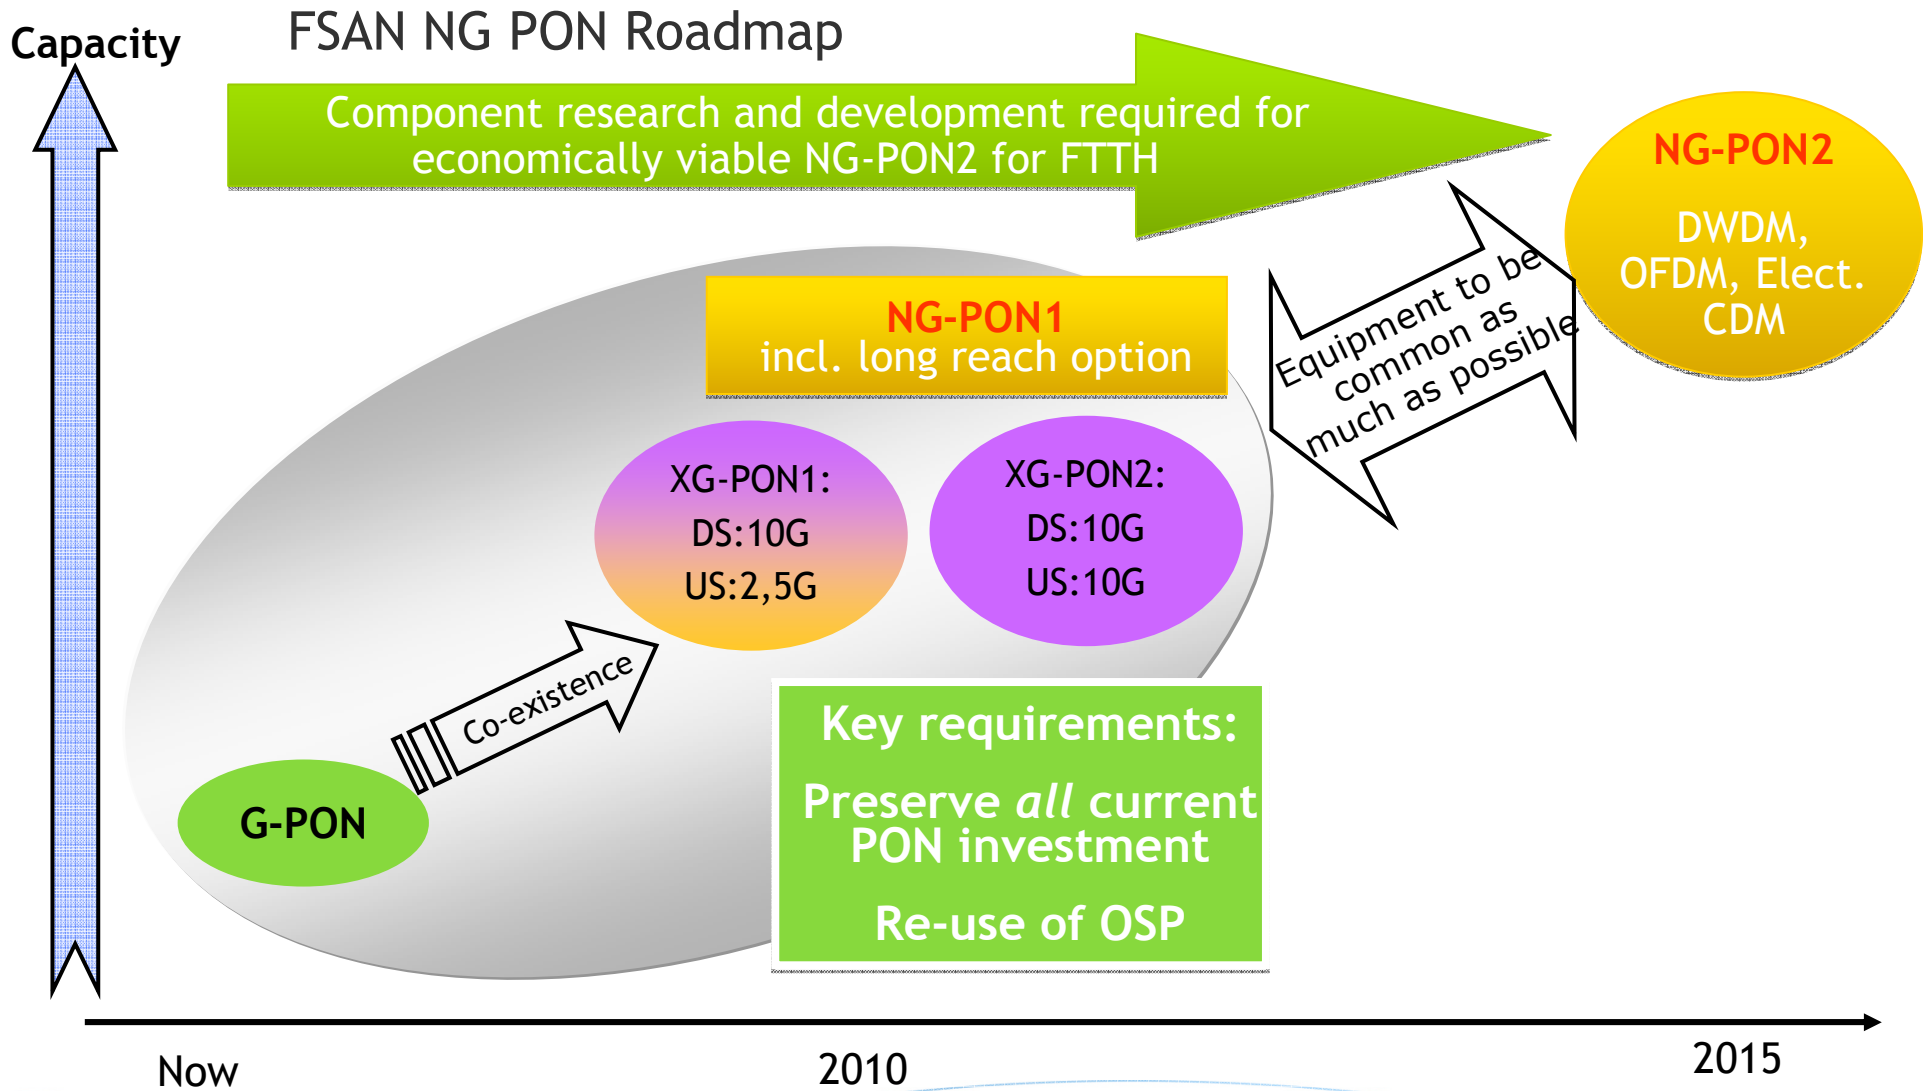 FSAN NG PON Roadmap
Capacity
Component research and development required for
economically viable NG-PON2 for FTTH
NG-PON2
DWDM,
OFDM, Elect.
CDM
NG-PON1
incl. long reach option
Equipment to be
common as
much as possible
XG-PON1:
DS:10G
US:2,5G
XG-PON2:
DS:10G
US:10G
Co-existence
G-PON
Key requirements:
Preserve all current
PON investment
Re-use of OSP
Now
2010
2015